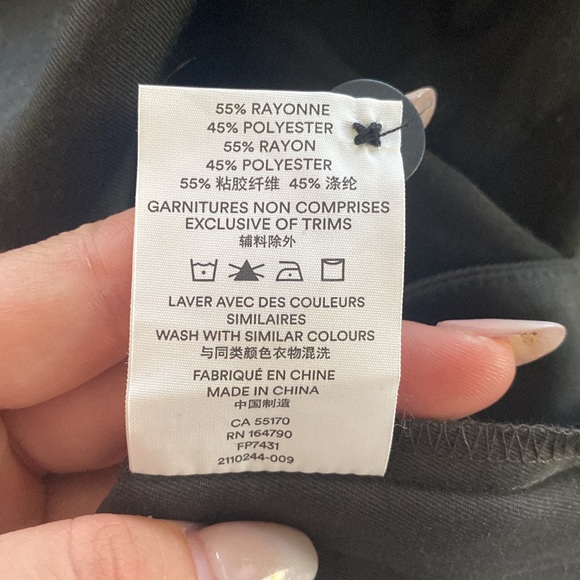 55% RAYONNE
45% POLYESTER
55% RAYON
45% POLYESTER
55% 粘胶纤维 45% 涤纶
GARNITURES NON COMPRISES
EXCLUSIVE OF TRIMS
辅料除外
LAVER AVEC DES COULEURS
SIMILAIRES
WASH WITH SIMILAR COLOURS
与同类颜色衣物混洗
FABRIQUÉ EN CHINE
MADE IN CHINA
中国制造
CA 55170
RN 164790
FP7431
2110244-009